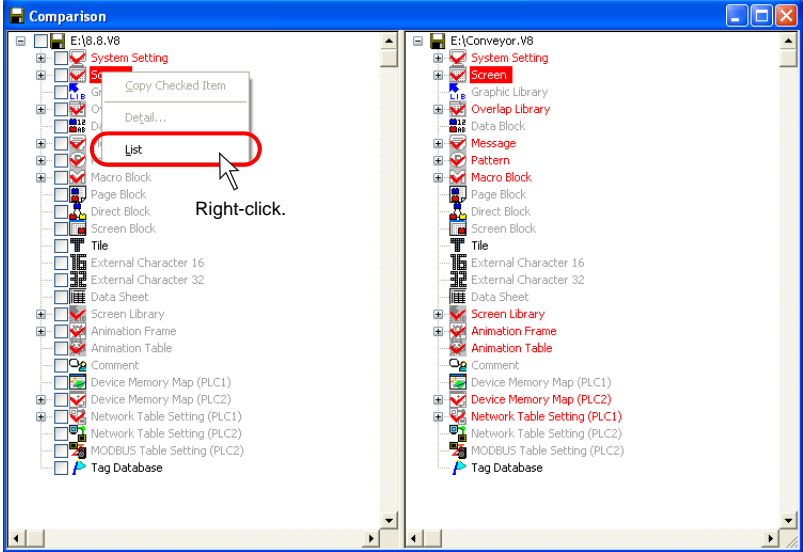 Comparison
E:\8.8.V8
System Setting
Copy Checked Item
Detail...
List
Right-click.
Macro Block
Page Block
Direct Block
Screen Block
Tile
External Character 16
External Character 32
Data Sheet
Screen Library
Animation Frame
Animation Table
Comment
Device Memory Map (PLC1)
Device Memory Map (PLC2)
Network Table Setting (PLC1)
Network Table Setting (PLC2)
MODBUS Table Setting (PLC2)
Tag Database
E:\Conveyor.V8
System Setting
Screen
Graphic Library
Overlap Library
Data Block
Message
Pattern
Macro Block
Page Block
Direct Block
Screen Block
Tile
External Character 16
External Character 32
Data Sheet
Screen Library
Animation Frame
Animation Table
Comment
Device Memory Map (PLC1)
Device Memory Map (PLC2)
Network Table Setting (PLC1)
Network Table Setting (PLC2)
MODBUS Table Setting (PLC2)
Tag Database